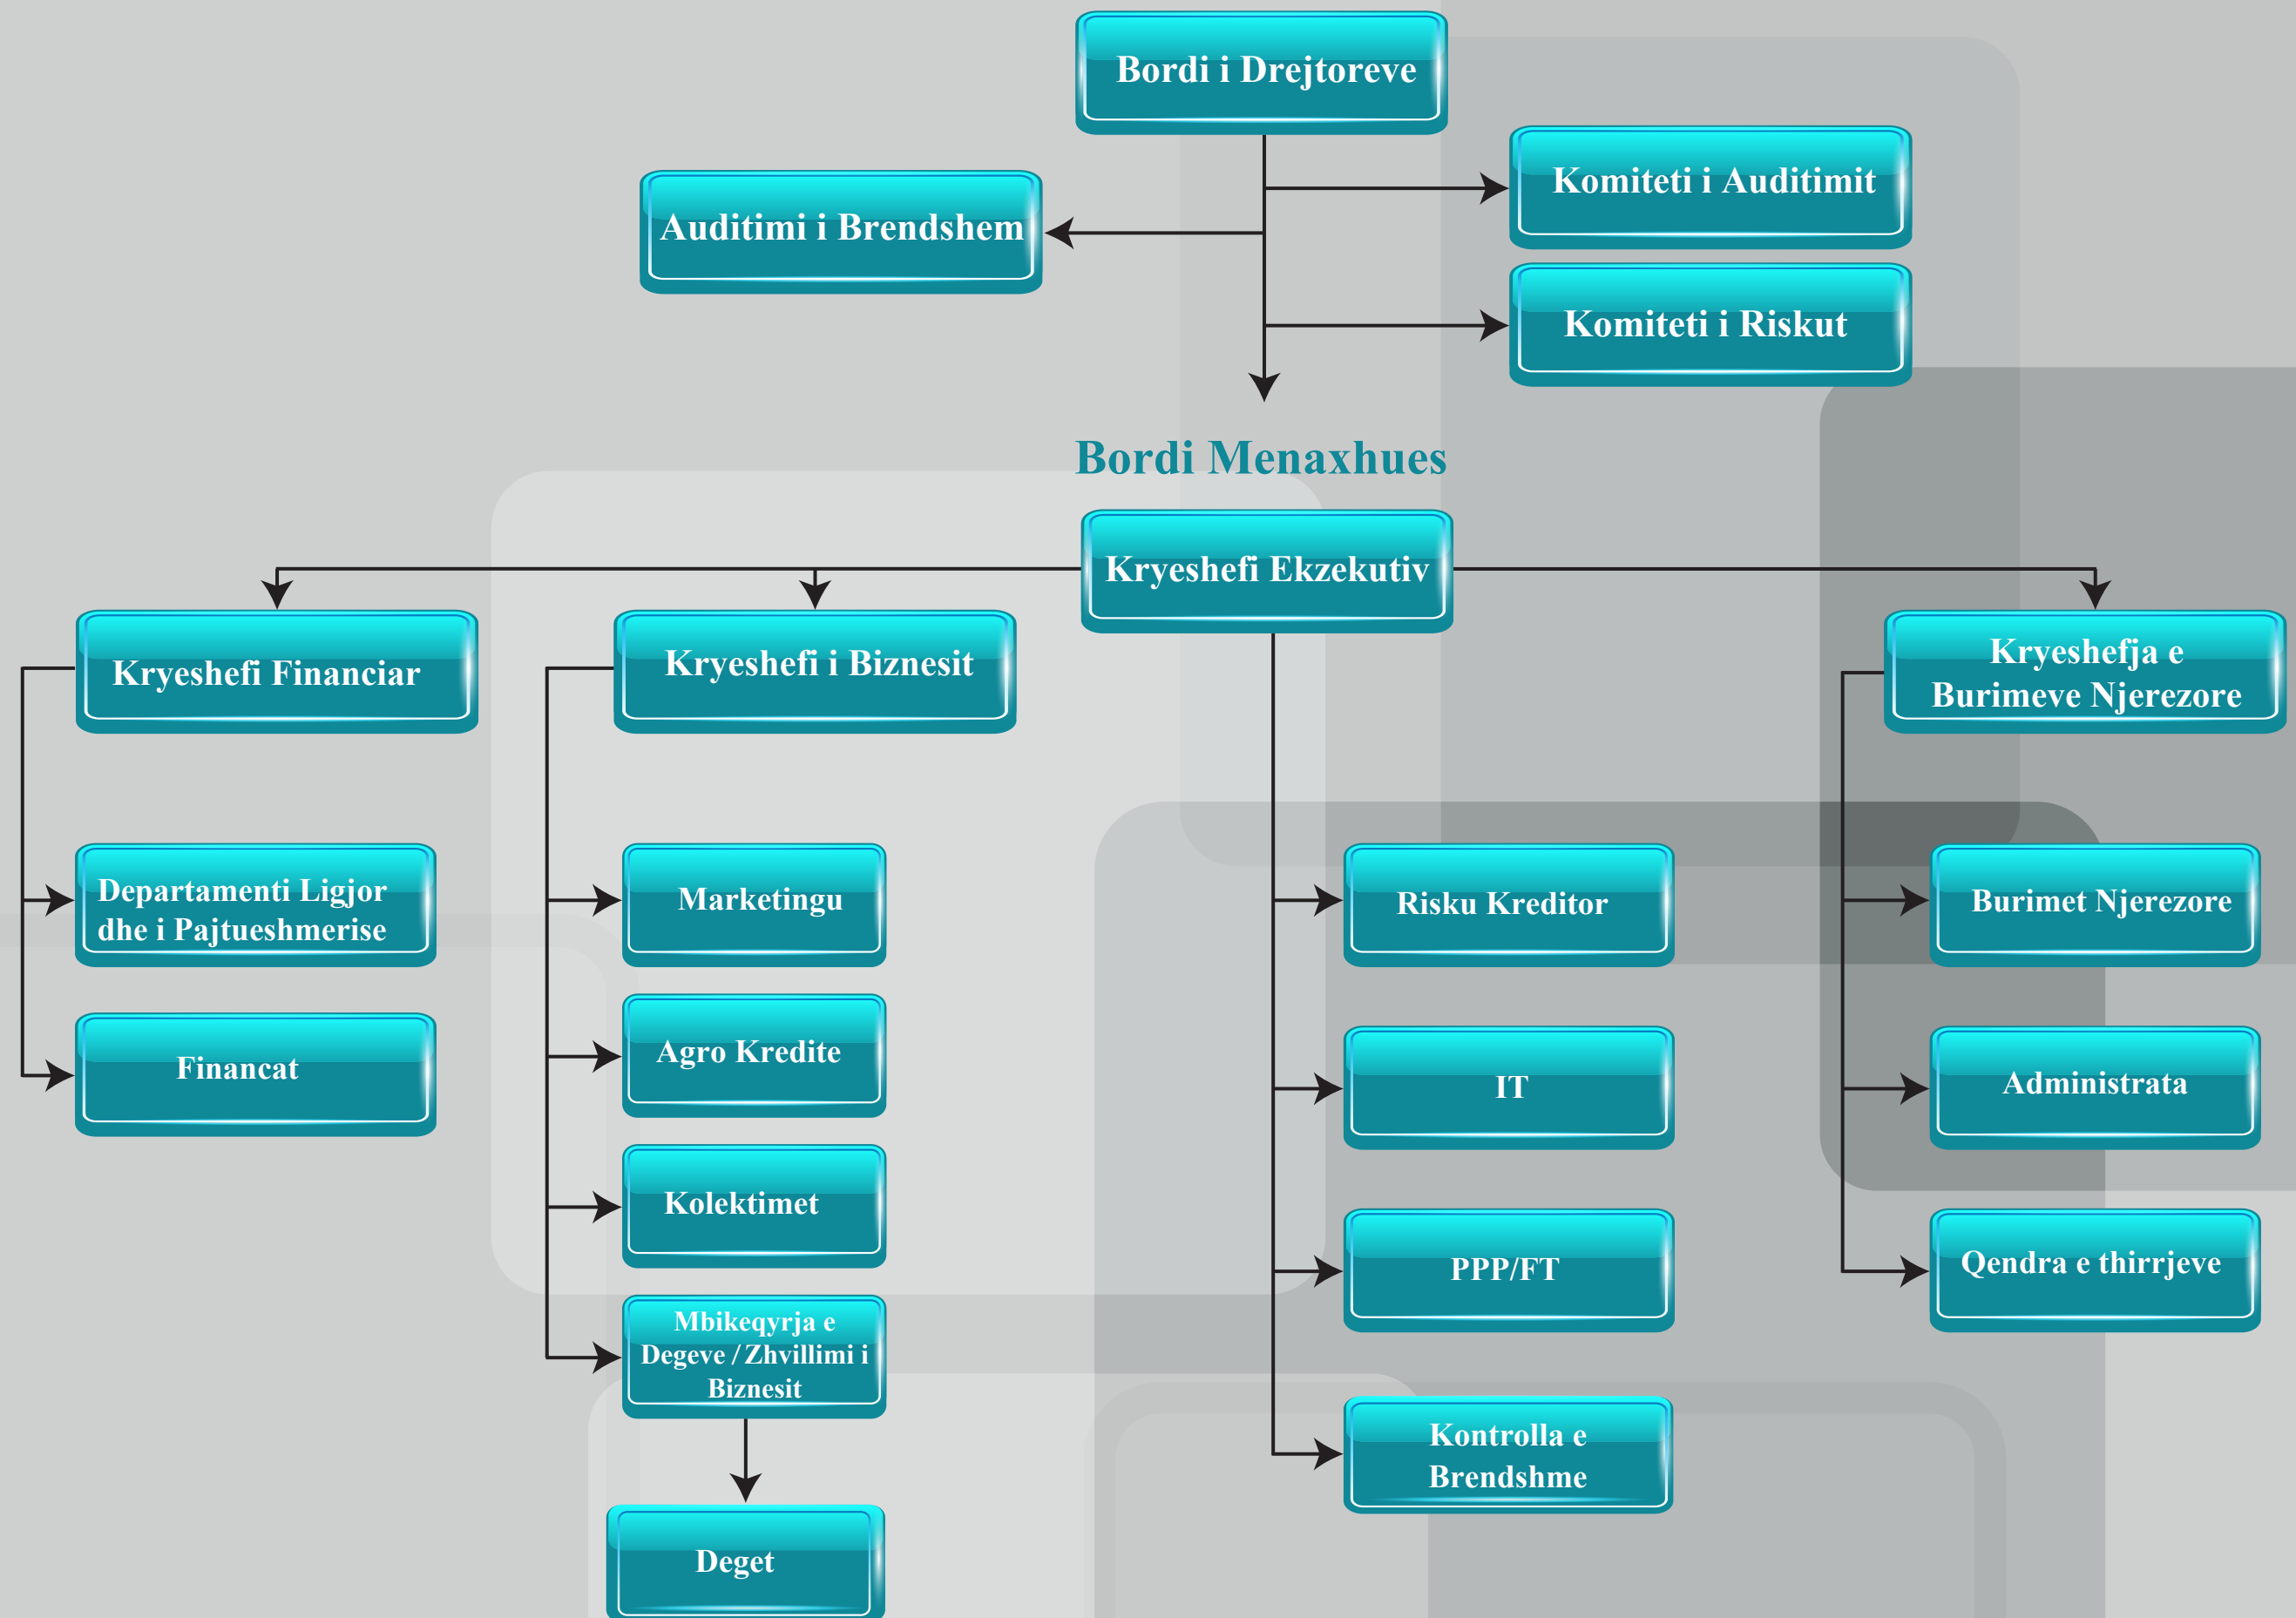 Bordi i Drejtoreve
Komiteti i Auditimit
Auditimi i Brendshem
Komiteti i Riskut
Bordi Menaxhues
Kryeshefi Ekzekutiv
Kryeshefi Financiar
Kryeshefi i Biznesit
Kryeshefja e
Burimeve Njerezore
Departamenti Ligjor
dhe i Pajtueshmerise
Financat
Marketingu
Agro Kredite
Kolektimet
Mbikeqyrja e
Degeve / Zhvillimi i
Biznesit
Deget
Risku Kreditor
IT
PPP/FT
Kontrolla e
Brendshme
Burimet Njerezore
Administrata
Qendra e thirrjeve